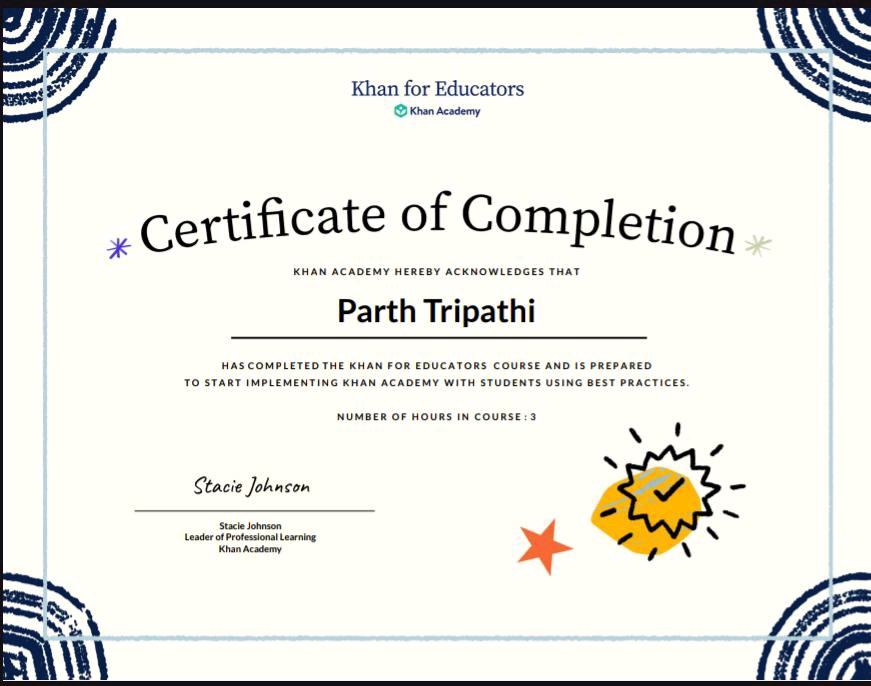 Khan for Educators
Khan Academy
Certificate of Completion
KHAN ACADEMY HEREBY ACKNOWLEDGES THAT
Parth Tripathi
HAS COMPLETED THE KHAN FOR EDUCATORS COURSE AND IS PREPARED
TO START IMPLEMENTING KHAN ACADEMY WITH STUDENTS USING BEST PRACTICES.
NUMBER OF HOURS IN COURSE : 3
Stacie Johnson
Stacie Johnson
Leader of Professional Learning
Khan Academy